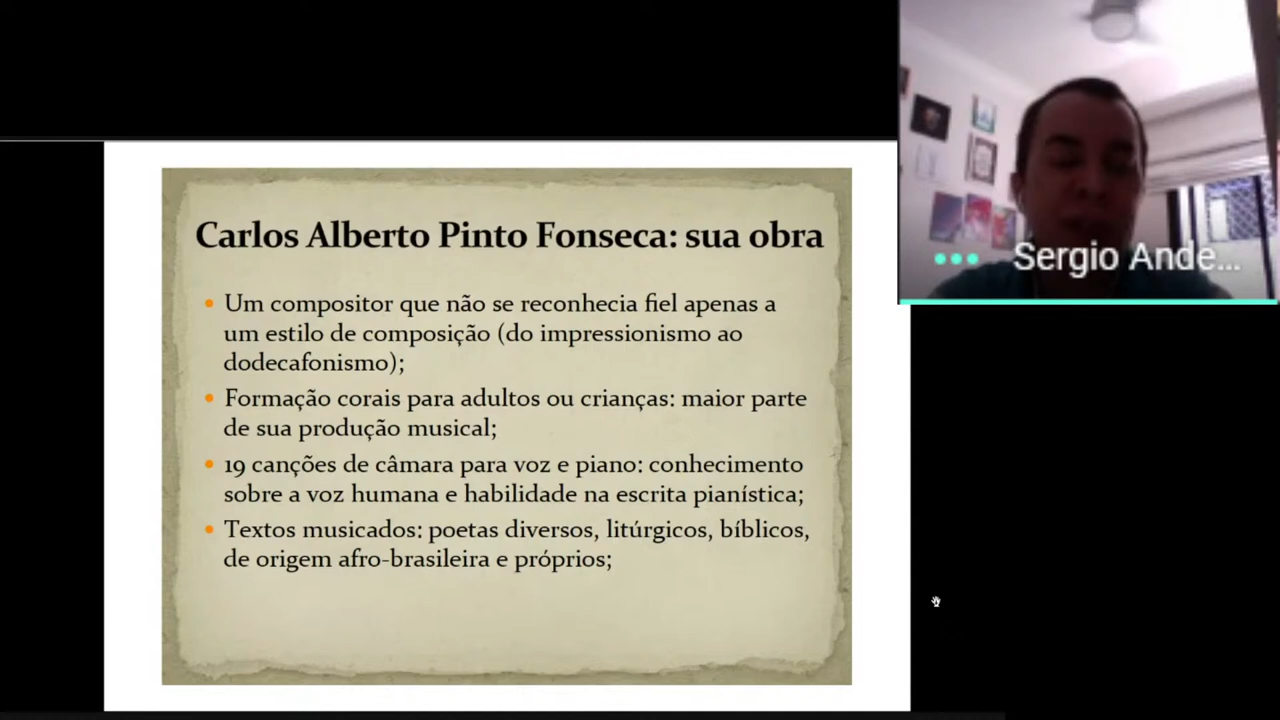 Carlos Alberto Pinto Fonseca: sua obra
Um compositor que não se reconhecia fiel apenas a
um estilo de composição (do impressionismo ao
dodecafonismo);
Formação corais para adultos ou crianças: maior parte
de sua produção musical;
19 canções de câmara para voz e piano: conhecimento
sobre a voz humana e habilidade na escrita pianística;
Textos musicados: poetas diversos, litúrgicos, bíblicos,
de origem afro-brasileira e próprios;
Sergio Ande...